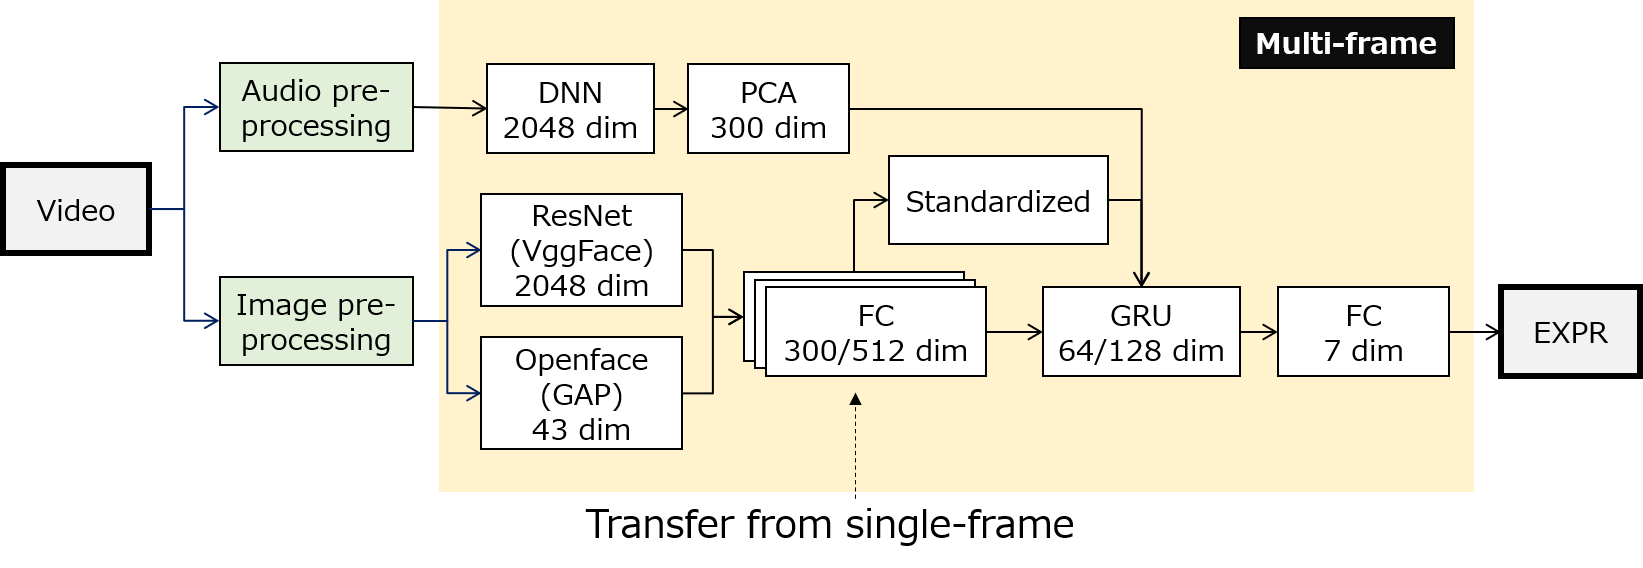 Multi-frame
Audio pre-
processing
DNN
2048 dim
PCA
300 dim
Video
Standardized
ResNet
(VggFace)
2048 dim
Image pre-
processing
Openface
(GAP)
43 dim
FC
300/512 dim
GRU
64/128 dim
FC
7 dim
EXPR
Transfer from single-frame